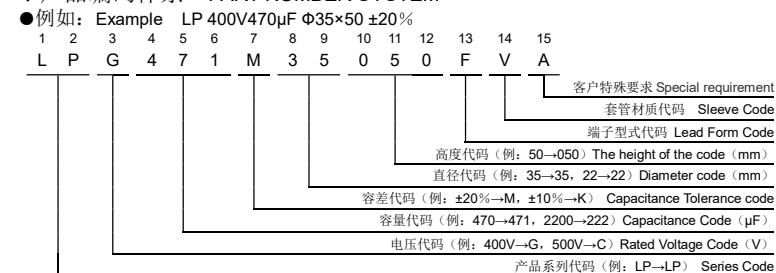 ●例如：Example LP 400V470µF Φ35×50 ±20%
1 2 3 4 5 6 7 8 9 10 11 12 13 14 15
L P G 4 7 1 M 3 5 0 5 0 F V A
客户特殊要求 Special requirement
套管材质代码 Sleeve Code
端子型式代码 Lead Form Code
高度代码（例：50→050）The height of the code（mm）
直径代码（例：35→35，22→22）Diameter code（mm）
容差代码（例：±20%→M，±10%→K） Capacitance Tolerance code
容量代码（例：470→471，2200→222）Capacitance Code（µF）
电压代码（例：400V→G，500V→C）Rated Voltage Code（V）
产品系列代码（例：LP→LP） Series Code